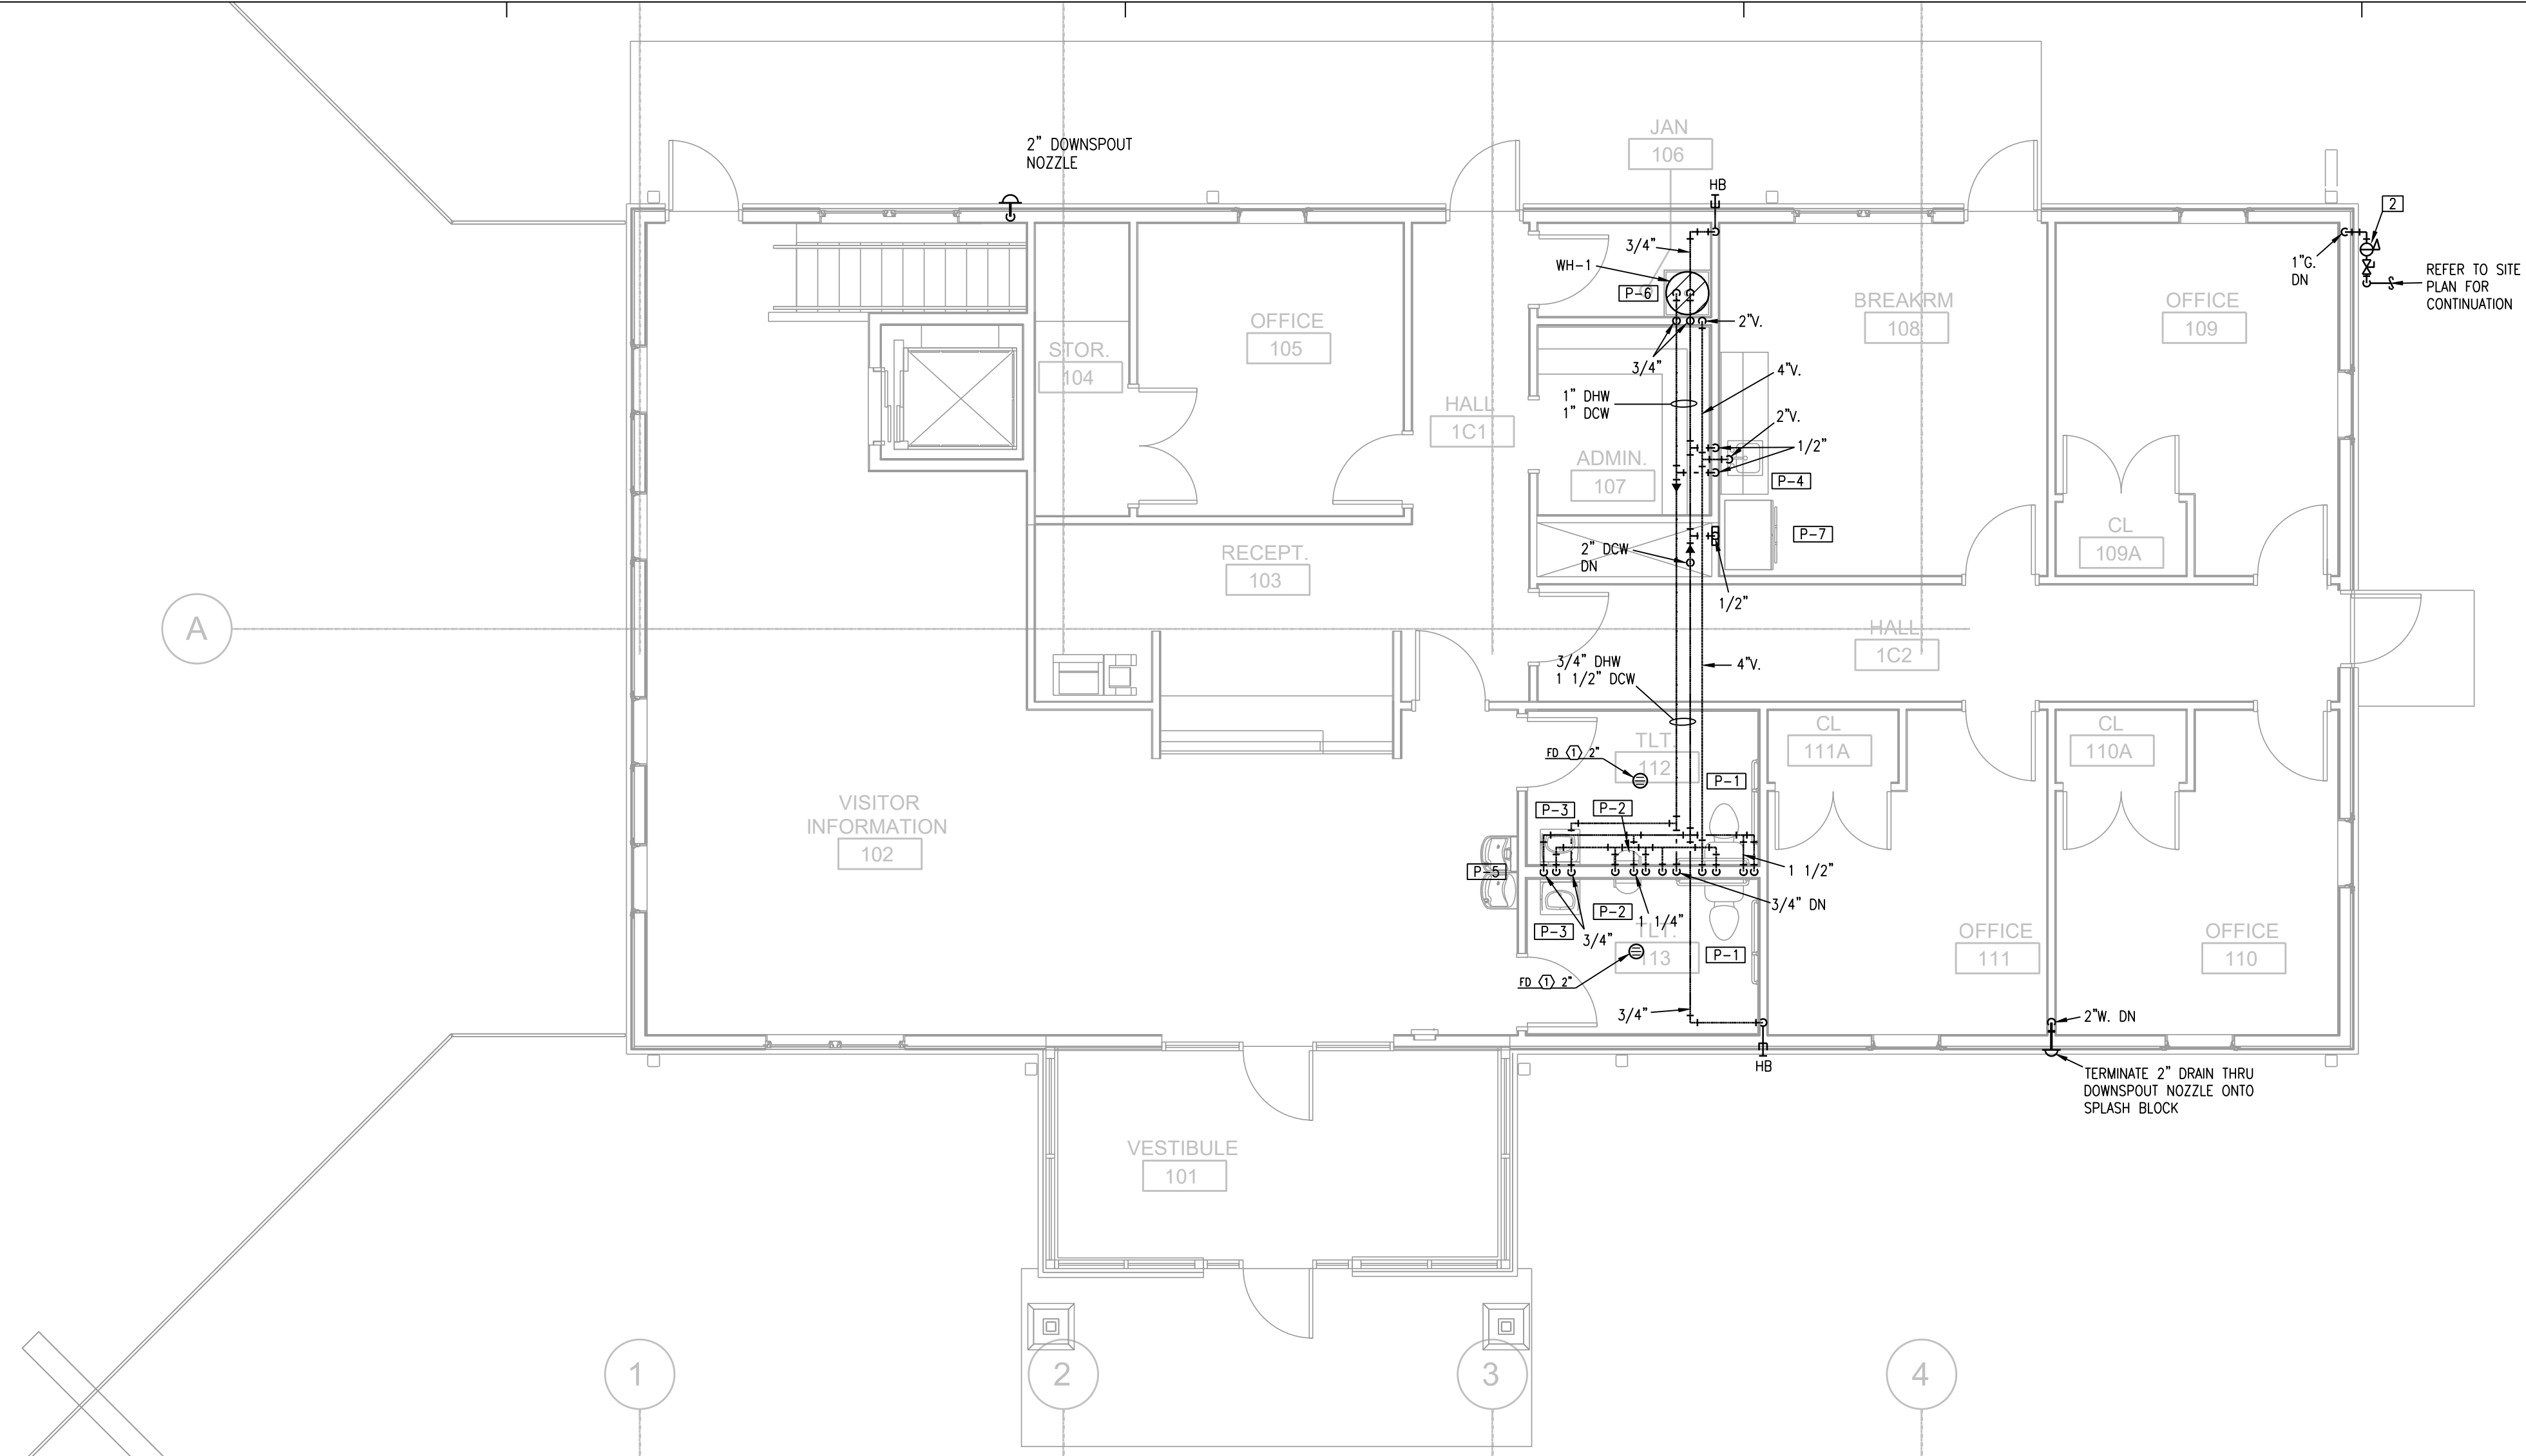 2" DOWNSPOUT
NOZZLE
JAN
106
HB
2
3/4"
WH-1
P-6
1"G.
DN
REFER TO SITE
PLAN FOR
CONTINUATION
BREAKRM
108
OFFICE
109
OFFICE
105
2"V.
STOR.
104
3/4"
4"V.
1" DHW
1" DCW
HALL
1C1
2"V.
1/2"
ADMIN.
107
P-4
CL
109A
P-7
RECEPT.
103
2" DCW
DN
1/2"
A
HALL
1C2
3/4" DHW
1 1/2" DCW
4"V.
TLT.
112
FD 1 2"
CL
111A
CL
110A
P-1
P-3
P-2
VISITOR
INFORMATION
102
P-5
1 1/2"
3/4" DN
P-2
1 1/4"
P-3
3/4"
TLT.
113
P-1
OFFICE
111
OFFICE
110
FD 1 2"
3/4"
2"W. DN
HB
TERMINATE 2" DRAIN THRU
DOWNSPOUT NOZZLE ONTO
SPLASH BLOCK
VESTIBULE
101
1
2
3
4